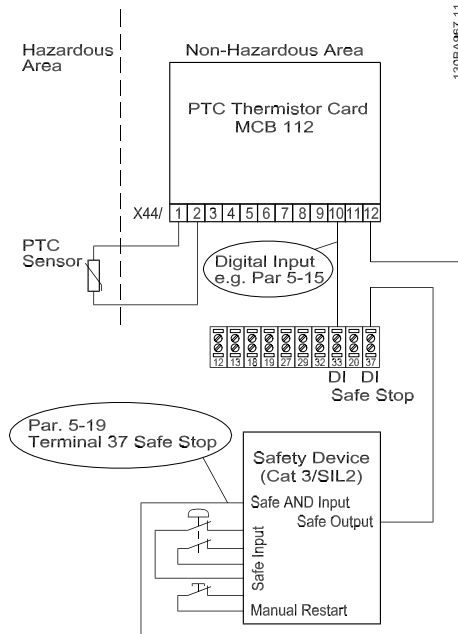 Hazardous
Area
Non-Hazardous Area
PTC Thermistor Card
MCB 112
X44/ 1 2 3 4 5 6 7 8 9 10 11 12
PTC
Sensor
Digital Input
e.g. Par 5-15
12 13 18 19 27 29 32 33 20 37
DI DI
Safe Stop
Par. 5-19
Terminal 37 Safe Stop
Safety Device
(Cat 3/SIL2)
Safe AND Input
Safe Output
Safe Input
Manual Restart